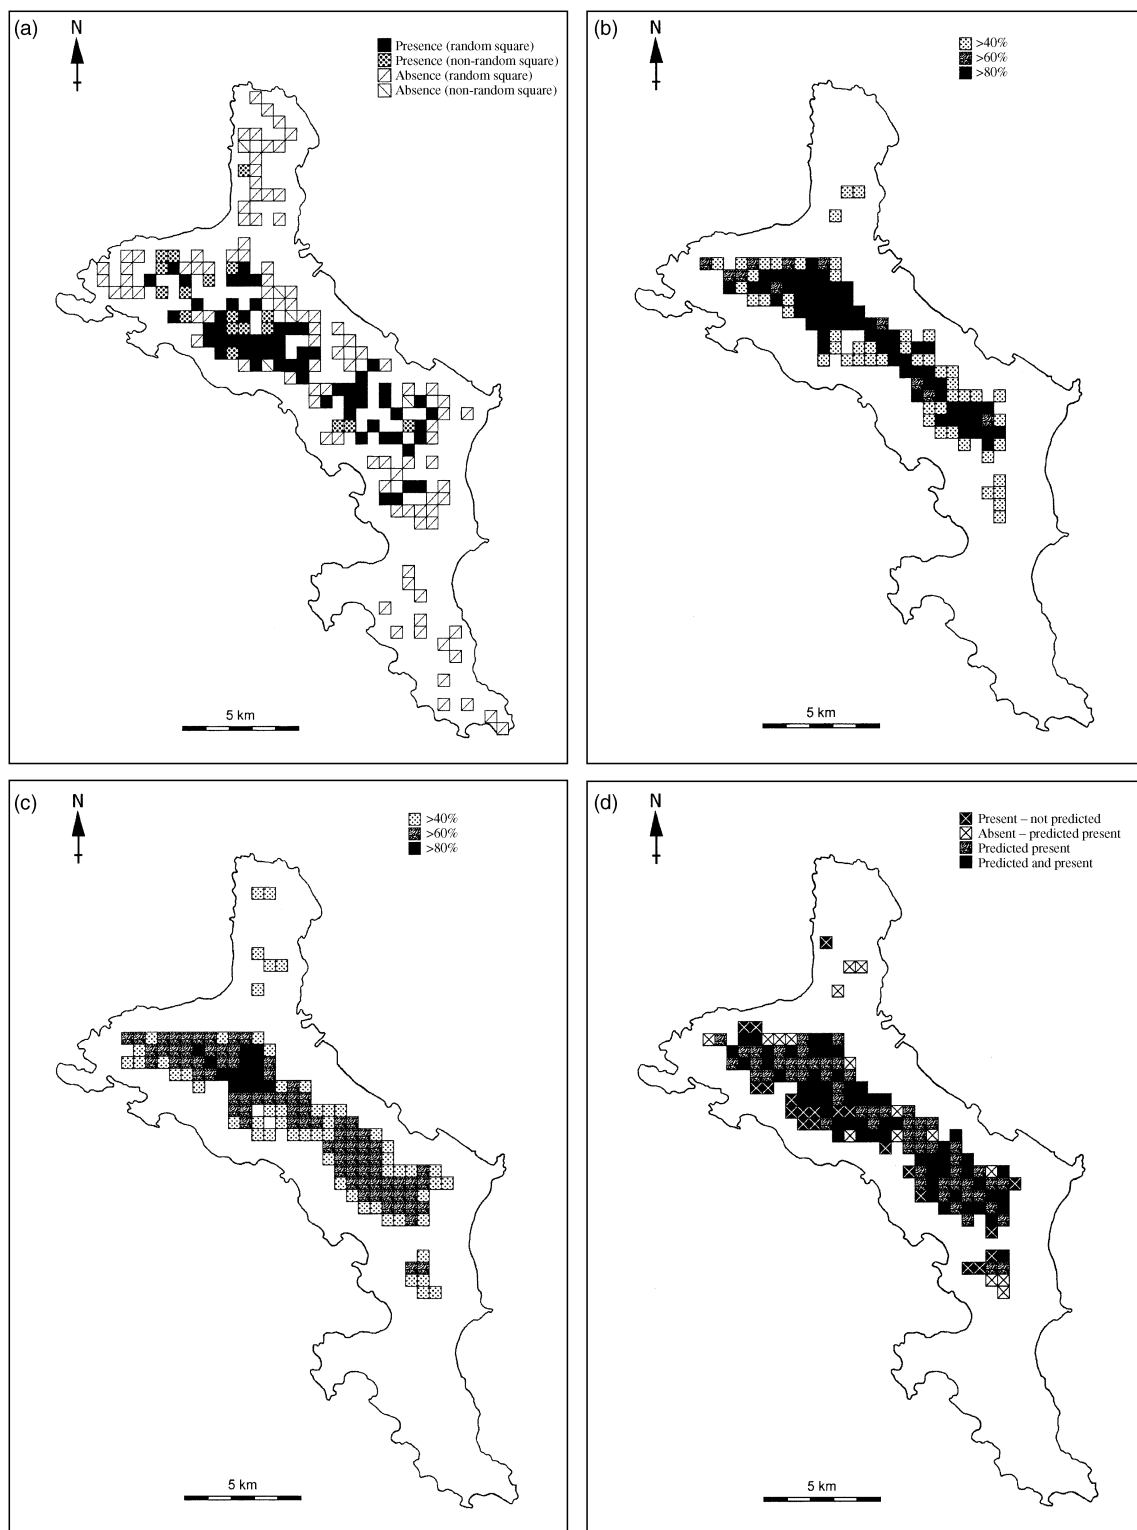 (a)
N
Presence (random square)
Presence (non-random square)
Absence (random square)
Absence (non-random square)
5 km
(b)
N
>40%
>60%
>80%
5 km
(c)
N
>40%
>60%
>80%
5 km
(d)
N
Present – not predicted
Absent – predicted present
Predicted present
Predicted and present
5 km